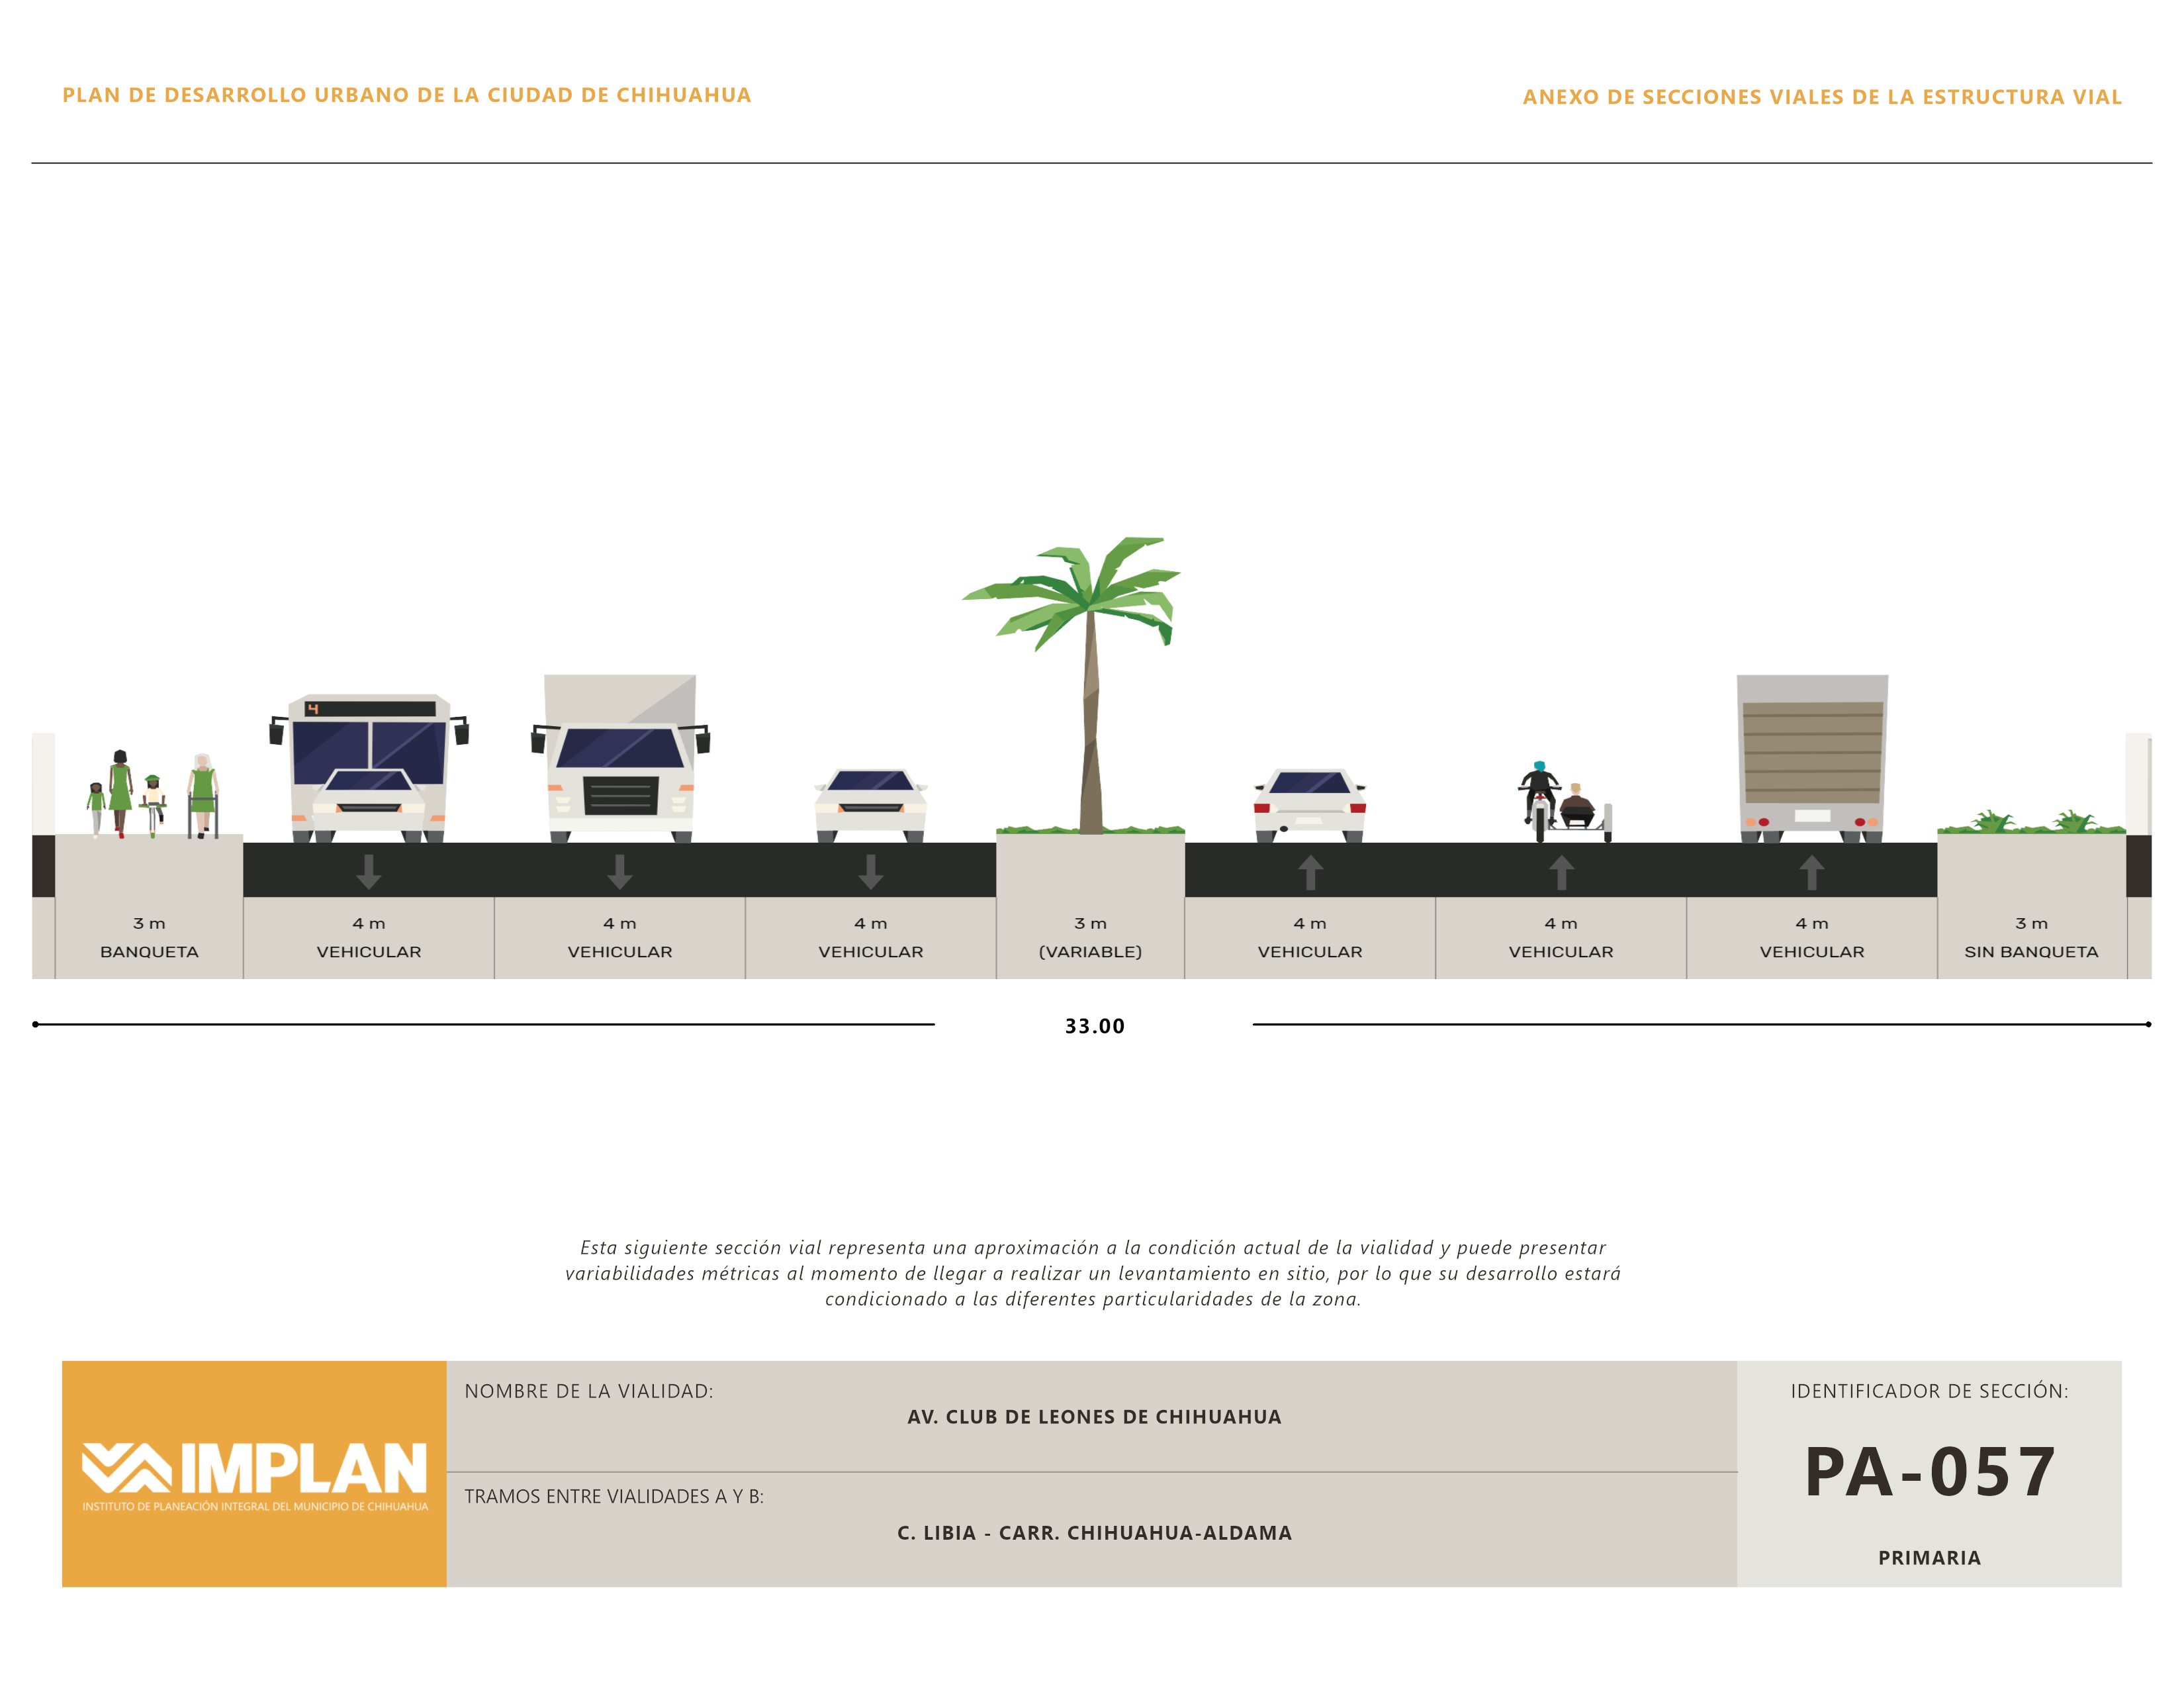 PLAN DE DESARROLLO URBANO DE LA CIUDAD DE CHIHUAHUA
ANEXO DE SECCIONES VIALES DE LA ESTRUCTURA VIAL
4
3 m
BANQUETA
4 m
VEHICULAR
4 m
VEHICULAR
4 m
VEHICULAR
3 m
(VARIABLE)
4 m
VEHICULAR
4 m
VEHICULAR
4 m
VEHICULAR
3 m
SIN BANQUETA
33.00
Esta siguiente sección vial representa una aproximación a la condición actual de la vialidad y puede presentar
variabilidades métricas al momento de llegar a realizar un levantamiento en sitio, por lo que su desarrollo estará
condicionado a las diferentes particularidades de la zona.
IMPLAN
INSTITUTO DE PLANEACIÓN INTEGRAL DEL MUNICIPIO DE CHIHUAHUA
NOMBRE DE LA VIALIDAD:
AV. CLUB DE LEONES DE CHIHUAHUA
TRAMOS ENTRE VIALIDADES A Y B:
C. LIBIA - CARR. CHIHUAHUA-ALDAMA
IDENTIFICADOR DE SECCIÓN:
PA-057
PRIMARIA